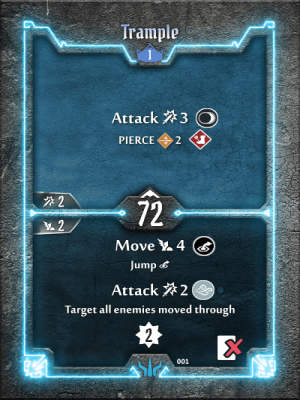 Trample
1
Attack 3
PIERCE 2
2
72
2
Move 4
Jump
Attack 2
Target all enemies moved through
2
001